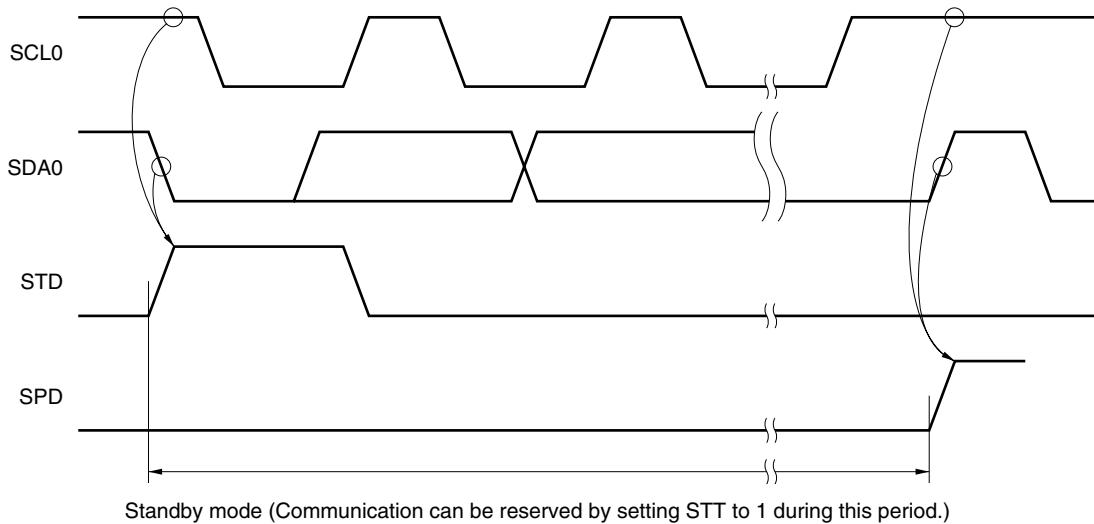 SCL0
SDA0
STD
SPD
Standby mode (Communication can be reserved by setting STT to 1 during this period.)